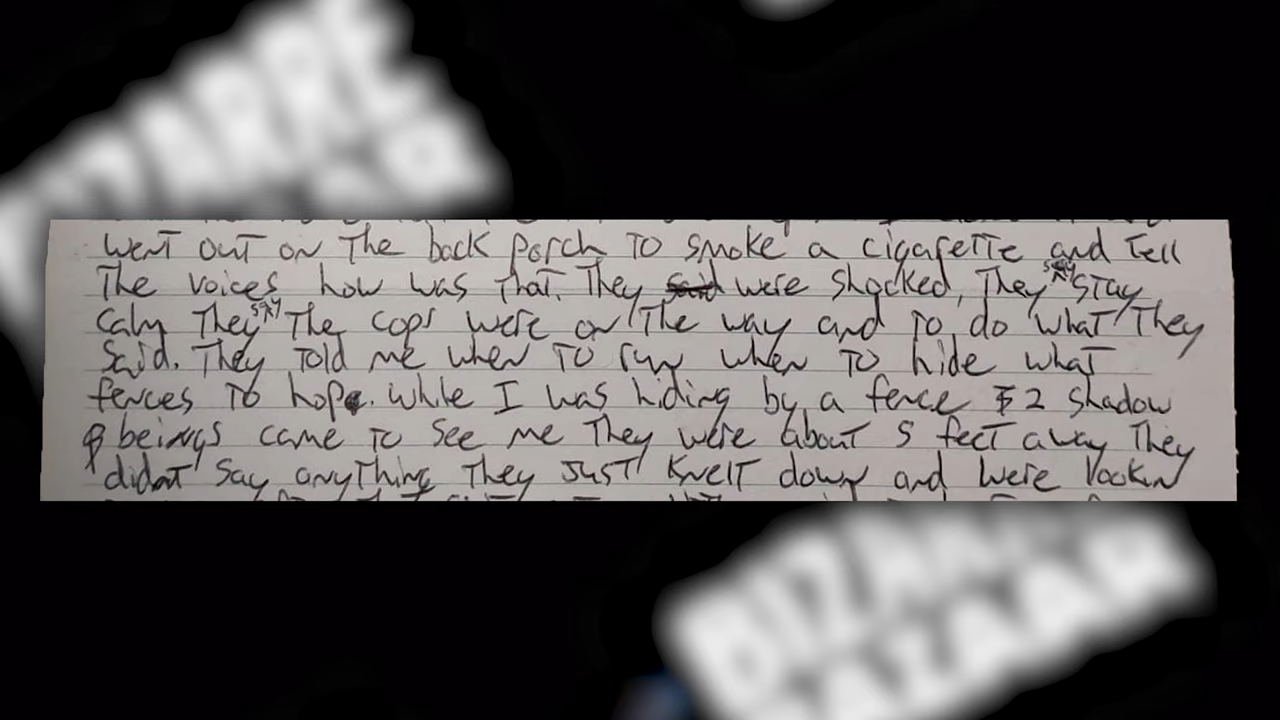 went out on The back porch To smoke a cigarette and Tell
The voices how was That. They said were shocked, They say STay
calm They say The cops were on The way and To do what They
said. They Told me when To run when To hide what
fences To hop. while I was hiding by a fence 2 shadow
beings came To see me They were about 5 feet away They
didnt say anyThing They JusT knelT down and were lookin